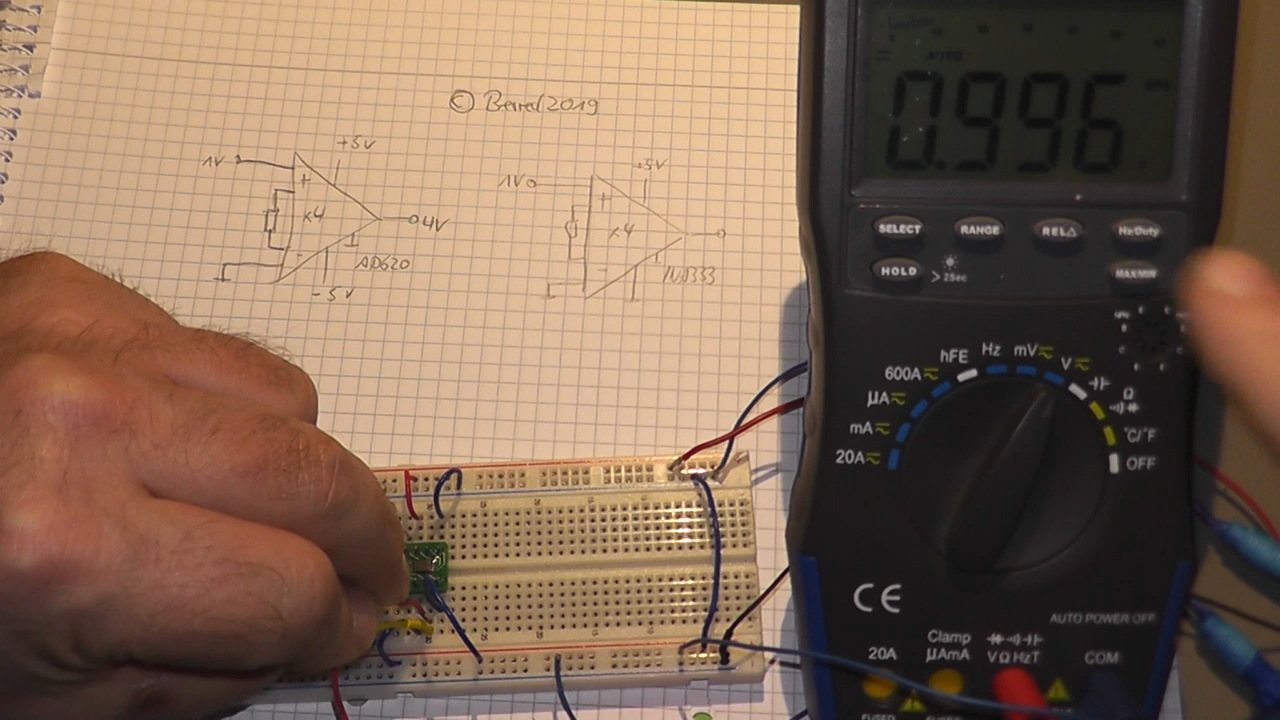 © Berred 2019
1V
+5V
+
x4
4V
AD620
-5V
1V
+5V
+
x4
-
INA333
AUTO
0.996
SELECT
RANGE
REL△
Hz/Duty
HOLD
>2Sec
MAX/MIN
hFE
Hz
mV
V
600A
µA
mA
20A
Ω
°C/°F
OFF
CE
AUTO POWER OFF
20A
Clamp
µAmA
VΩHzT
COM
FUSED